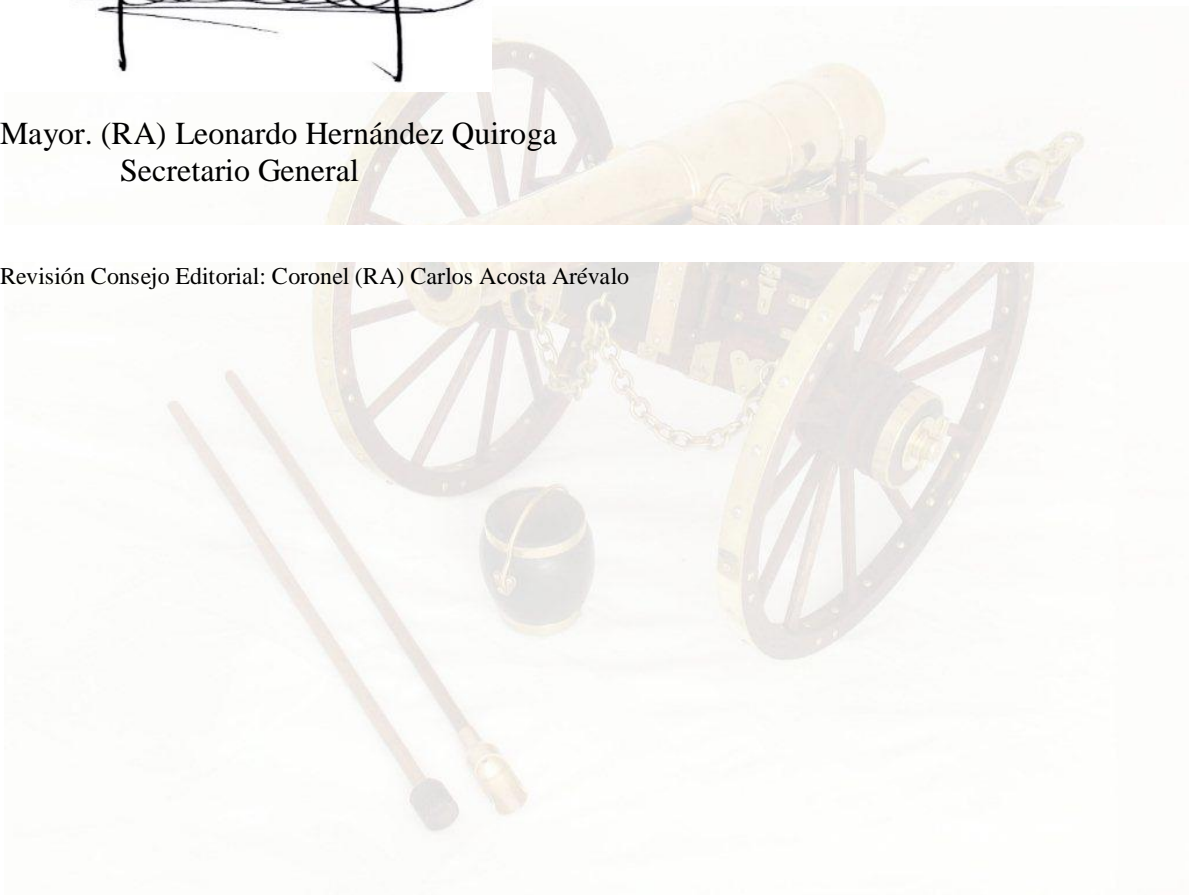 Mayor. (RA) Leonardo Hernández Quiroga
Secretario General
Revisión Consejo Editorial: Coronel (RA) Carlos Acosta Arévalo